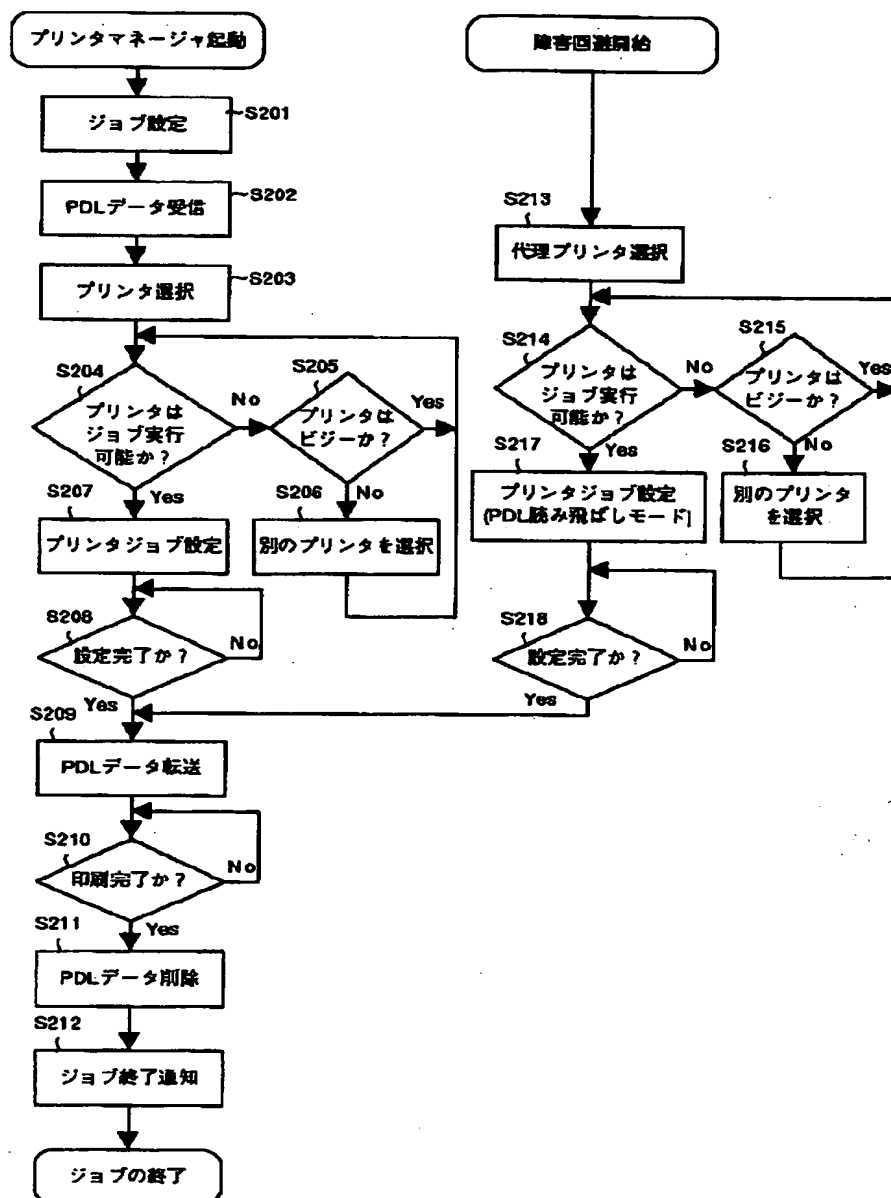 プリンタマネージャ起動
S201
ジョブ設定
S202
PDLデータ受信
S203
プリンタ選択
S204
プリンタは
ジョブ実行
可能か?
No
Yes
S205
プリンタは
ビジーか?
Yes
No
S206
別のプリンタを選択
S207
プリンタジョブ設定
S208
設定完了か?
No
Yes
S209
PDLデータ転送
S210
印刷完了か?
No
Yes
S211
PDLデータ削除
S212
ジョブ終了通知
ジョブの終了
障害回避開始
S213
代理プリンタ選択
S214
プリンタは
ジョブ実行
可能か?
No
Yes
S215
プリンタは
ビジーか?
Yes
No
S216
別のプリンタ
を選択
S217
プリンタジョブ設定
(PDL読み飛ばしモード]
S218
設定完了か?
No
Yes